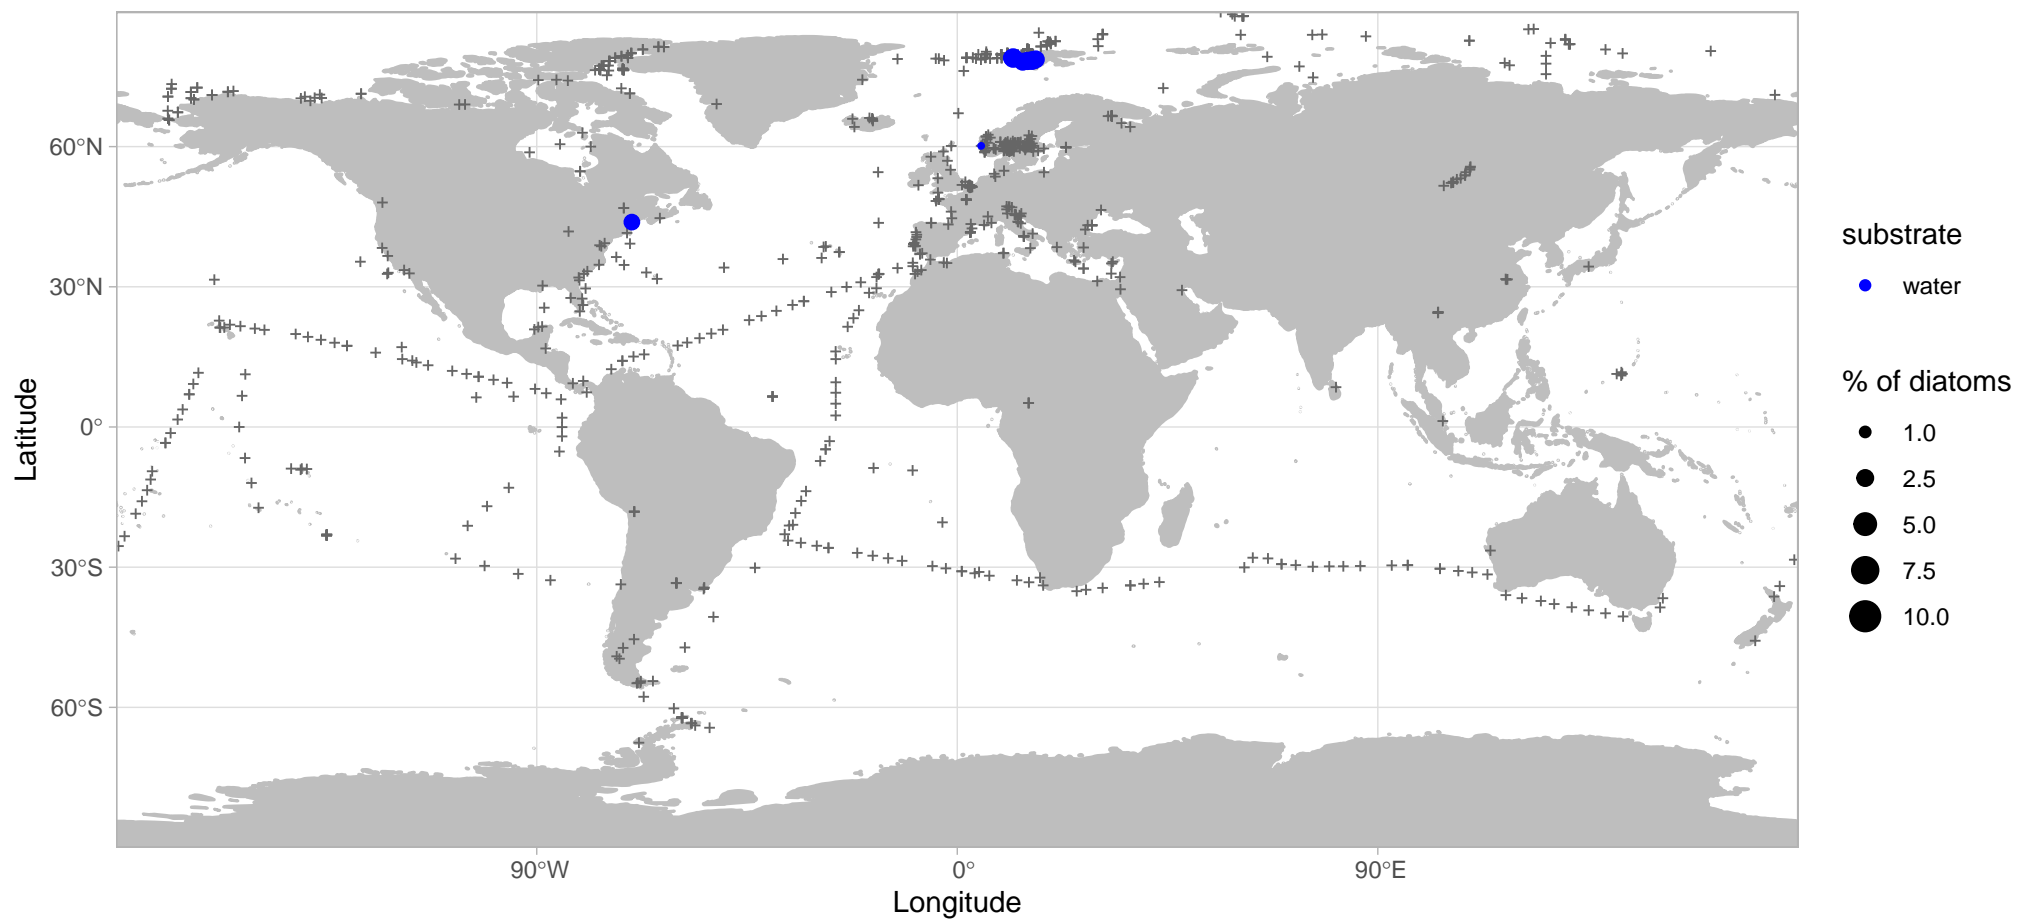 60°N
30°N
0°
30°S
60°S
Latitude
90°W
0°
90°E
Longitude
substrate
water
% of diatoms
1.0
2.5
5.0
7.5
10.0